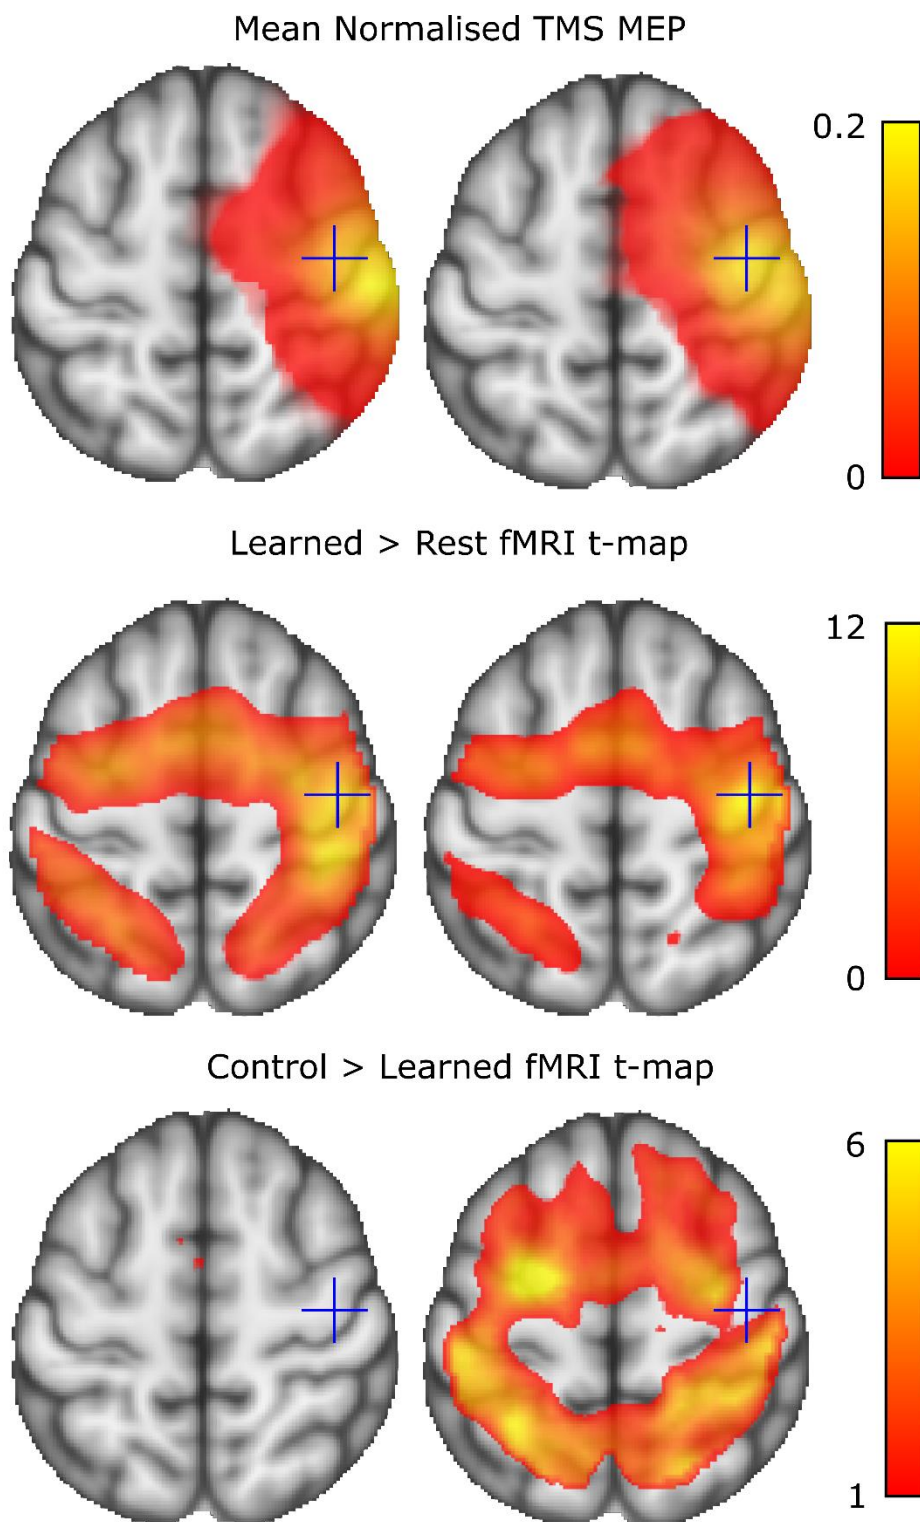 Mean Normalised TMS MEP
0.2
0
Learned > Rest fMRI t-map
12
0
Control > Learned fMRI t-map
6
1